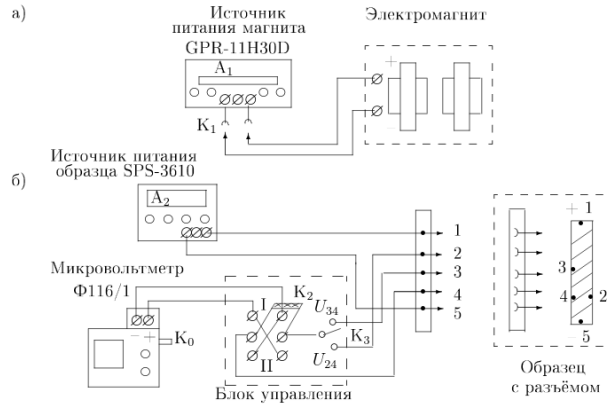 а)
Источник
питания магнита
GPR-11H30D
A₁
K₁
Электромагнит
+
−
б)
Источник питания
образца SPS-3610
A₂
Микровольтметр
Ф116/1
− +
K₀
I
II
K₂
U₃₄
U₂₄
K₃
Блок управления
1
2
3
4
5
+ 1
3
4
2
− 5
Образец
с разъёмом